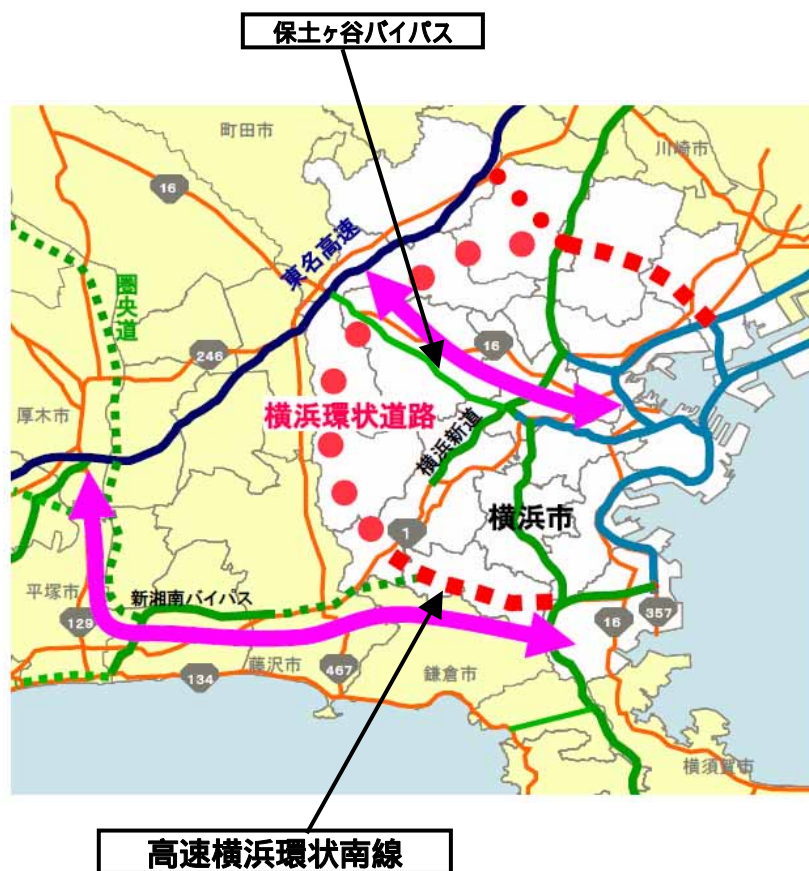 保土ヶ谷バイパス
町田市
川崎市
16
東名高速
圏央道
16
246
横浜環状道路
厚木市
横浜新道
横浜市
1
平塚市
新湘南バイパス
129
16
357
藤沢市
467
134
鎌倉市
横須賀市
高速横浜環状南線